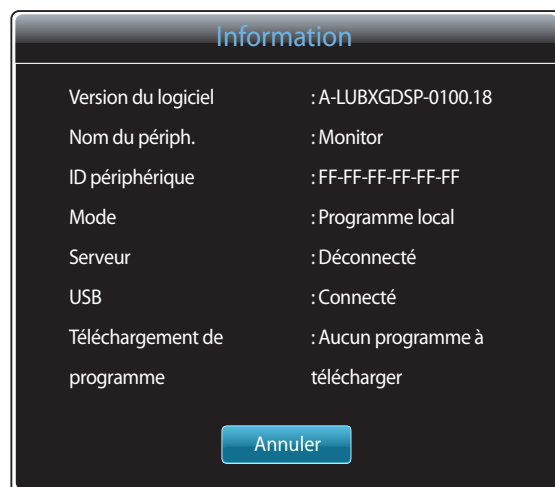 Information
Version du logiciel : A-LUBXGDSP-0100.18
Nom du périph. : Monitor
ID périphérique : FF-FF-FF-FF-FF-FF
Mode : Programme local
Serveur : Déconnecté
USB : Connecté
Téléchargement de : Aucun programme à
programme télécharger
Annuler